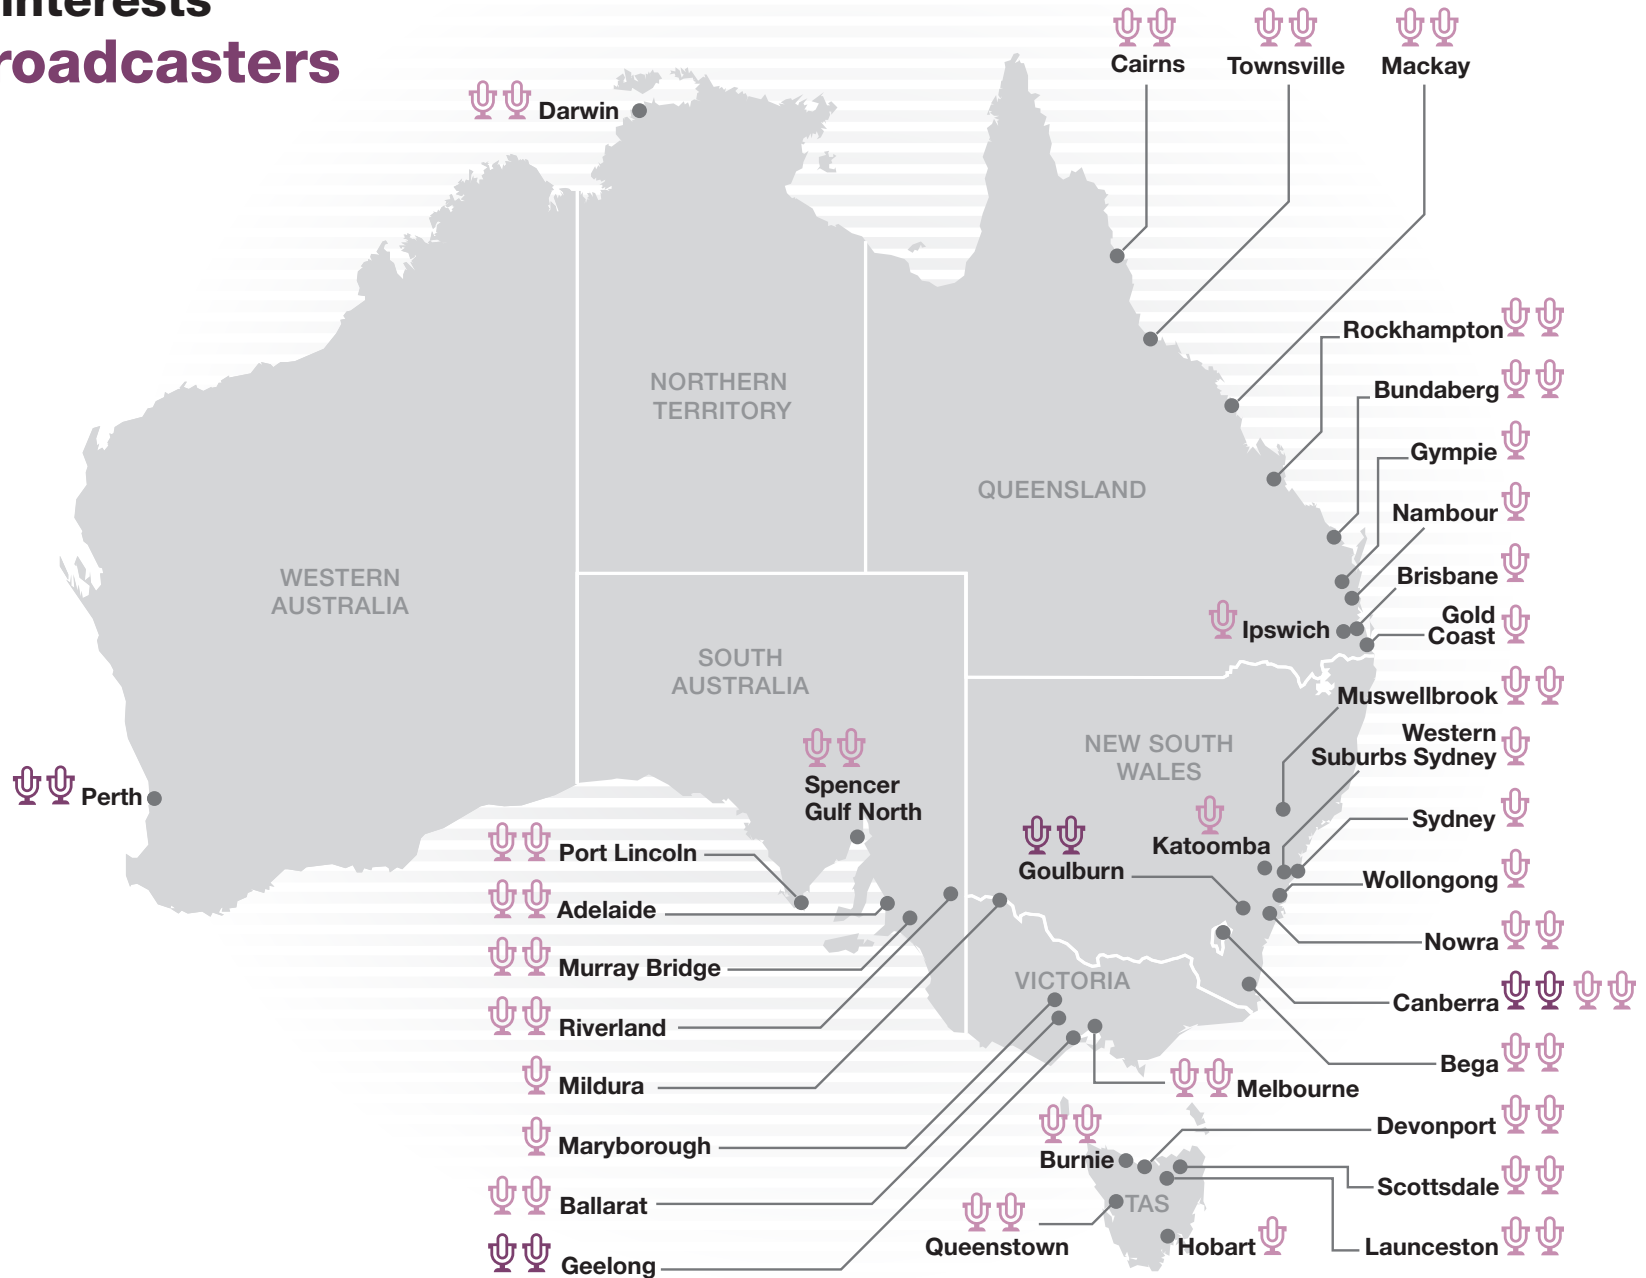 interests
roadcasters
Cairns
Townsville
Mackay
Darwin
Rockhampton
Bundaberg
Gympie
Nambour
Brisbane
Gold
Coast
Ipswich
NORTHERN
TERRITORY
QUEENSLAND
WESTERN
AUSTRALIA
SOUTH
AUSTRALIA
Muswellbrook
Western
Suburbs Sydney
NEW SOUTH
WALES
Perth
Spencer
Gulf North
Sydney
Katoomba
Goulburn
Wollongong
Port Lincoln
Adelaide
Murray Bridge
Riverland
Mildura
Maryborough
Ballarat
Geelong
Nowra
VICTORIA
Canberra
Bega
Melbourne
Devonport
Burnie
Scottsdale
TAS
Queenstown
Hobart
Launceston